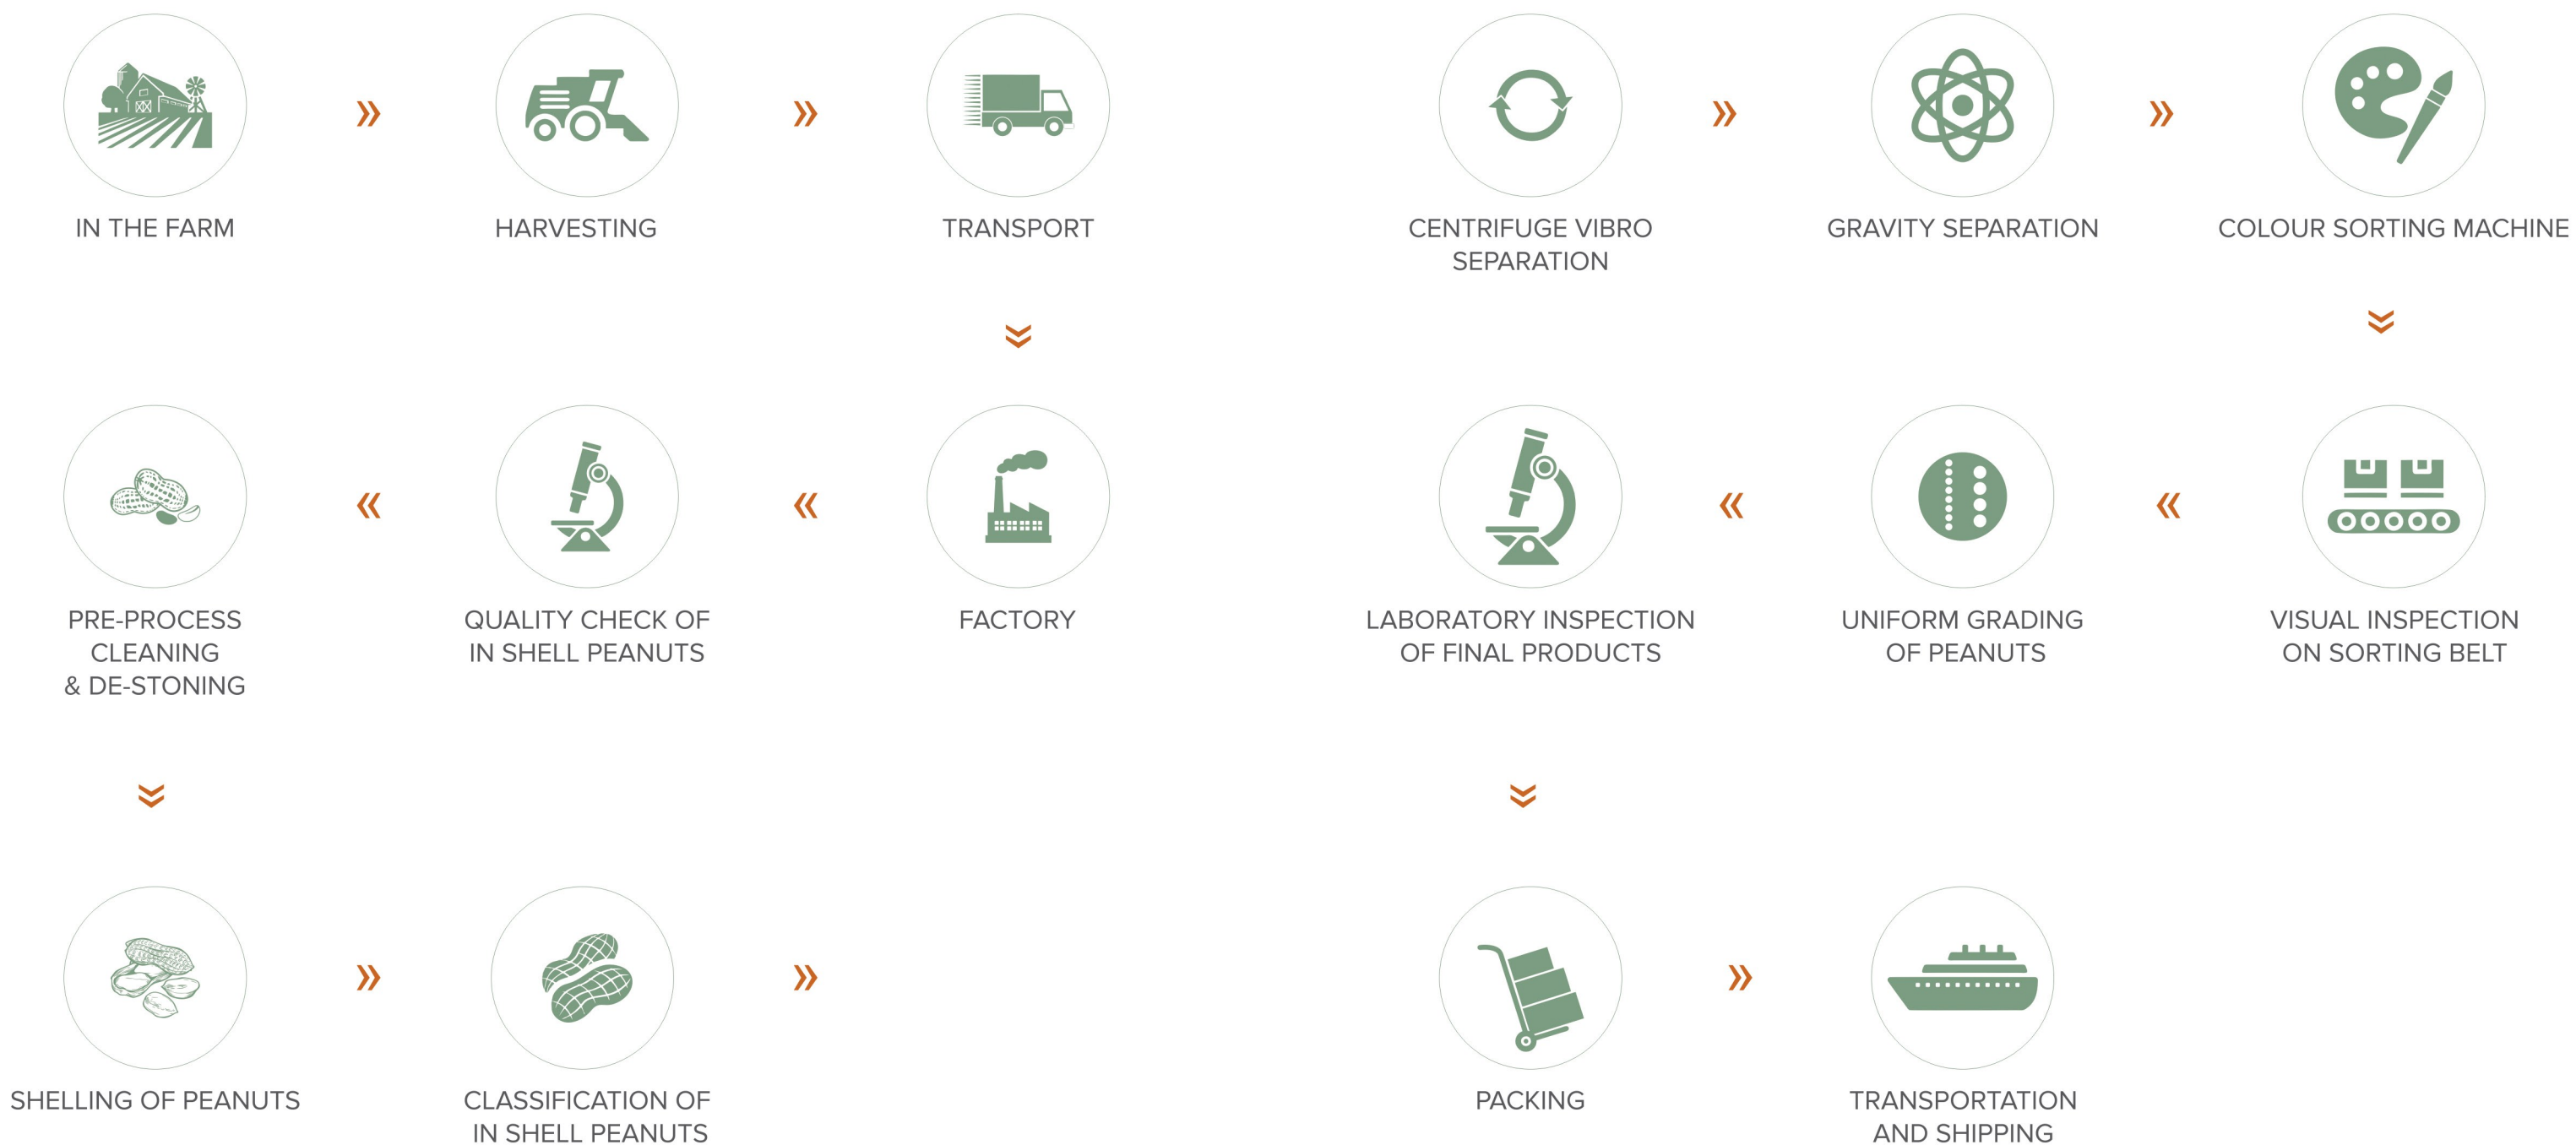 IN THE FARM
HARVESTING
TRANSPORT
FACTORY
QUALITY CHECK OF
IN SHELL PEANUTS
PRE-PROCESS
CLEANING
& DE-STONING
SHELLING OF PEANUTS
CLASSIFICATION OF
IN SHELL PEANUTS
CENTRIFUGE VIBRO
SEPARATION
GRAVITY SEPARATION
COLOUR SORTING MACHINE
VISUAL INSPECTION
ON SORTING BELT
UNIFORM GRADING
OF PEANUTS
LABORATORY INSPECTION
OF FINAL PRODUCTS
PACKING
TRANSPORTATION
AND SHIPPING